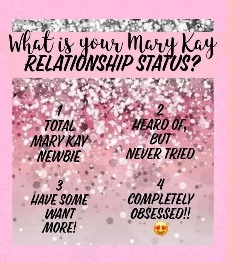 What is your Mary Kay
RELATIONSHIP STATUS?
1
TOTAL
MARY KAY
NEWBIE
2
HEARD OF,
BUT
NEVER TRIED
3
HAVE SOME
WANT
MORE!
4
COMPLETELY
OBSESSED!!
😍